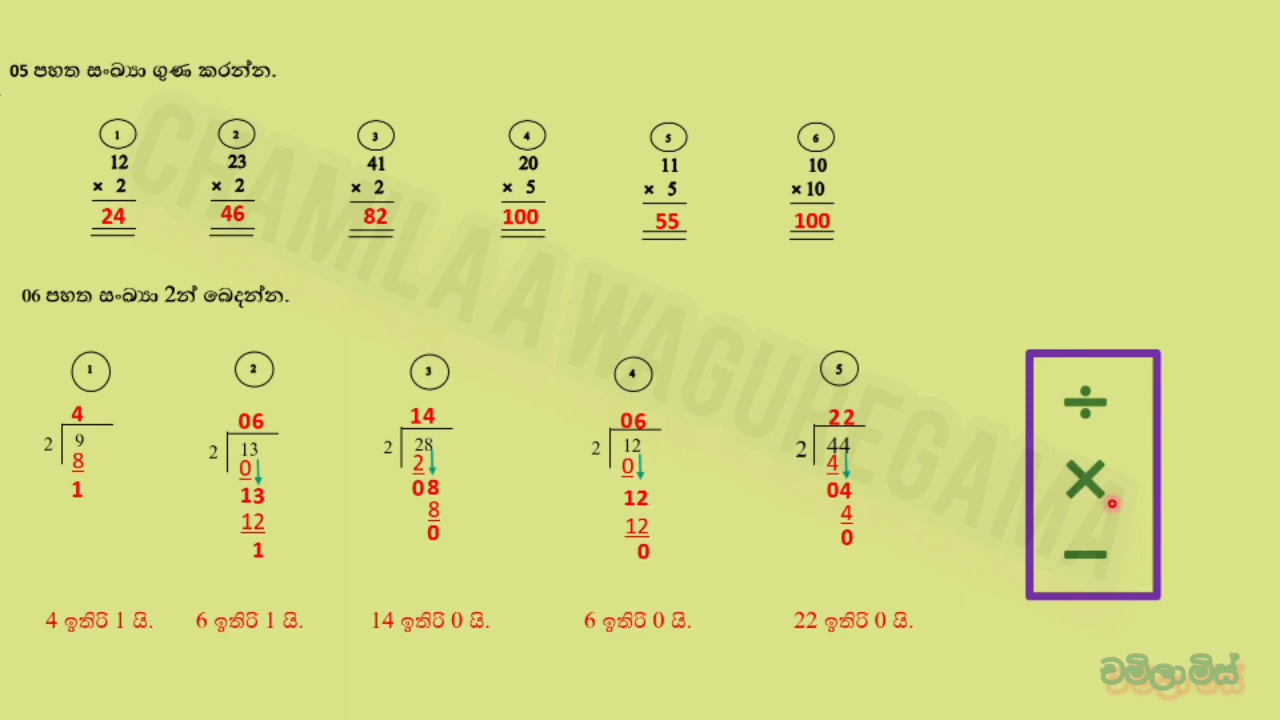 05 පහත සංඛ්‍යා ගුණ කරන්න.
1 2 3 4 5 6
12 23 41 20 11 10
× 2 × 2 × 2 × 5 × 5 ×10
24 46 82 100 55 100
06 පහත සංඛ්‍යා 2න් බෙදන්න.
1 2 3 4 5
4 06 14 06 22
2 9 2 13 2 28 2 12 2 44
8 0 2 0 4
1 13 08 12 04
12 8 12 4
1 0 0 0
÷
×
−
4 ඉතිරි 1 යි. 6 ඉතිරි 1 යි. 14 ඉතිරි 0 යි. 6 ඉතිරි 0 යි. 22 ඉතිරි 0 යි.
CHAMILA A WAGUREGAMA
චමිලා මිස්